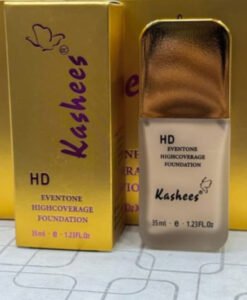 Kashees®
HD
EVENTONE
HIGHCOVERAGE
FOUNDATION
35ml · e · 1.23Fl.Oz
HD
Kashees®
EVENTONE
HIGHCOVERAGE
FOUNDATION
35ml · e · 1.23Fl.Oz